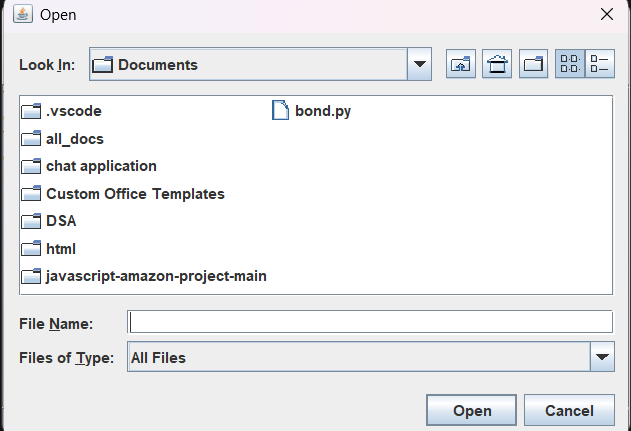 Open
Look In: Documents
.vscode
all_docs
chat application
Custom Office Templates
DSA
html
javascript-amazon-project-main
bond.py
File Name:
Files of Type: All Files
Open Cancel